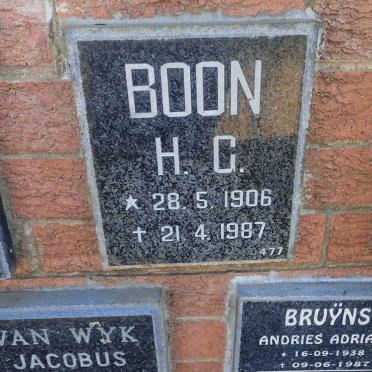 BOON
H. G.
★ 28. 5. 1906
† 21. 4. 1987
477
VAN WYK
JACOBUS
BRUŸNS
ANDRIES ADRIA
* 16-09-1938
† 09-06-1987